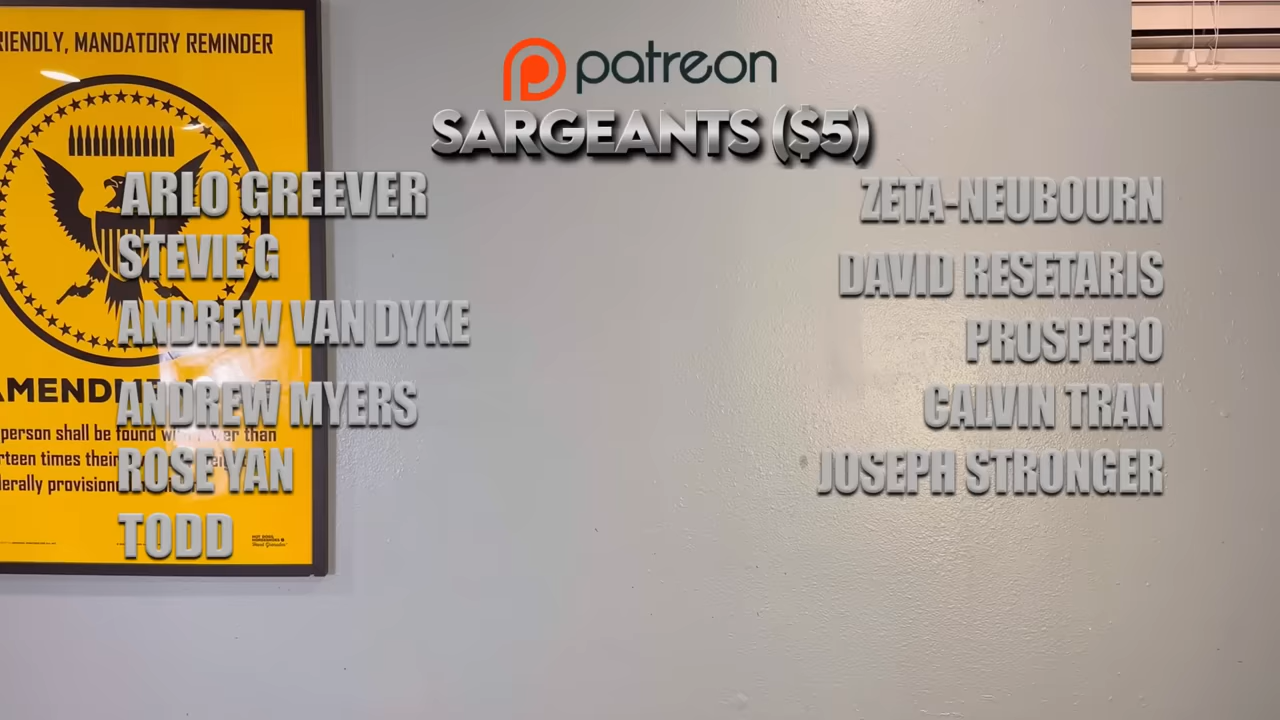 RIENDLY, MANDATORY REMINDER
patreon
SARGEANTS ($5)
ARLO GREEVER
STEVIE G
ANDREW VAN DYKE
AMENDM
ANDREW MYERS
person shall be found
than
rteen times their
ROSE YAN
erally provision
TODD
ZETA-NEUBOURN
DAVID RESETARIS
PROSPERO
CALVIN TRAN
JOSEPH STRONGER